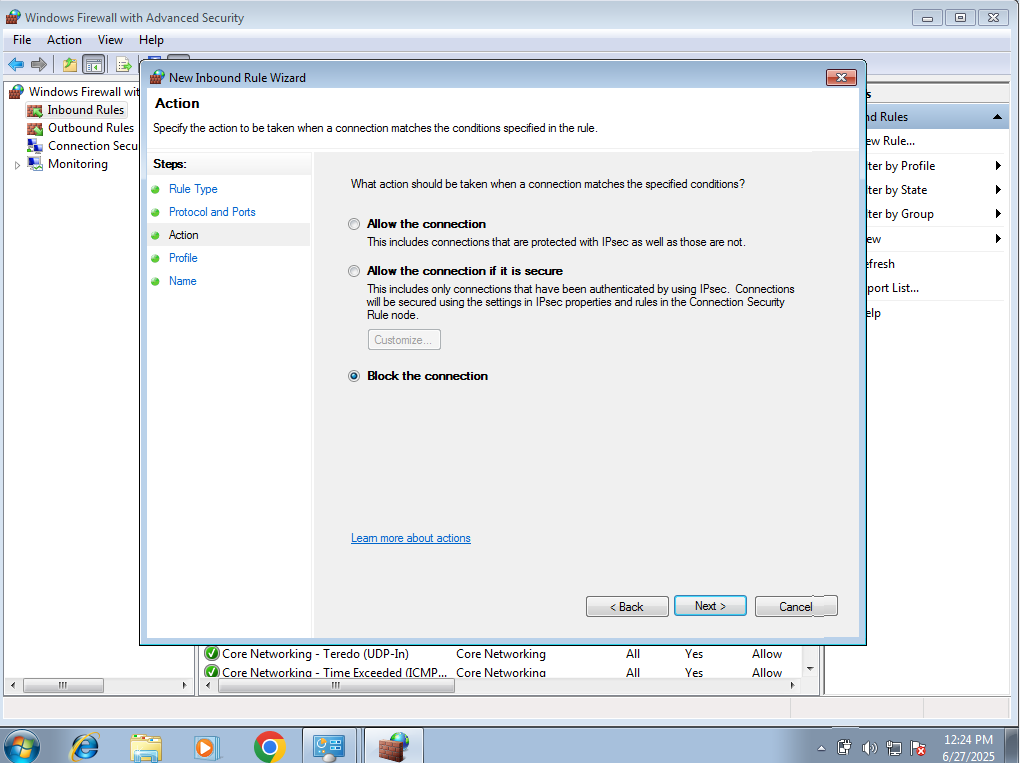 Windows Firewall with Advanced Security
File Action View Help
Windows Firewall wit
Inbound Rules
Outbound Rules
Connection Secu
Monitoring
New Inbound Rule Wizard
Action
Specify the action to be taken when a connection matches the conditions specified in the rule.
Steps:
Rule Type
Protocol and Ports
Action
Profile
Name
What action should be taken when a connection matches the specified conditions?
Allow the connection
This includes connections that are protected with IPsec as well as those are not.
Allow the connection if it is secure
This includes only connections that have been authenticated by using IPsec. Connections
will be secured using the settings in IPsec properties and rules in the Connection Security
Rule node.
Customize...
Block the connection
Learn more about actions
< Back Next > Cancel
s
nd Rules
ew Rule...
ter by Profile
ter by State
ter by Group
ew
efresh
port List...
elp
Core Networking - Teredo (UDP-In) Core Networking All Yes Allow
Core Networking - Time Exceeded (ICMP... Core Networking All Yes Allow
12:24 PM
6/27/2025